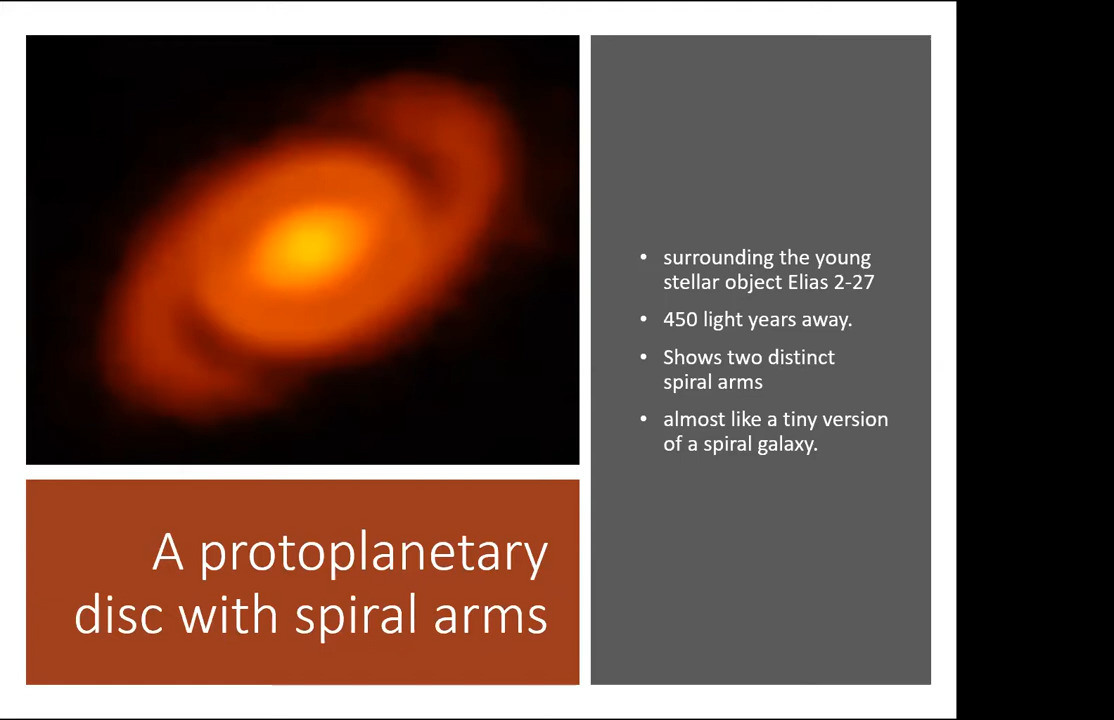 • surrounding the young
stellar object Elias 2-27
• 450 light years away.
• Shows two distinct
spiral arms
• almost like a tiny version
of a spiral galaxy.
A protoplanetary
disc with spiral arms